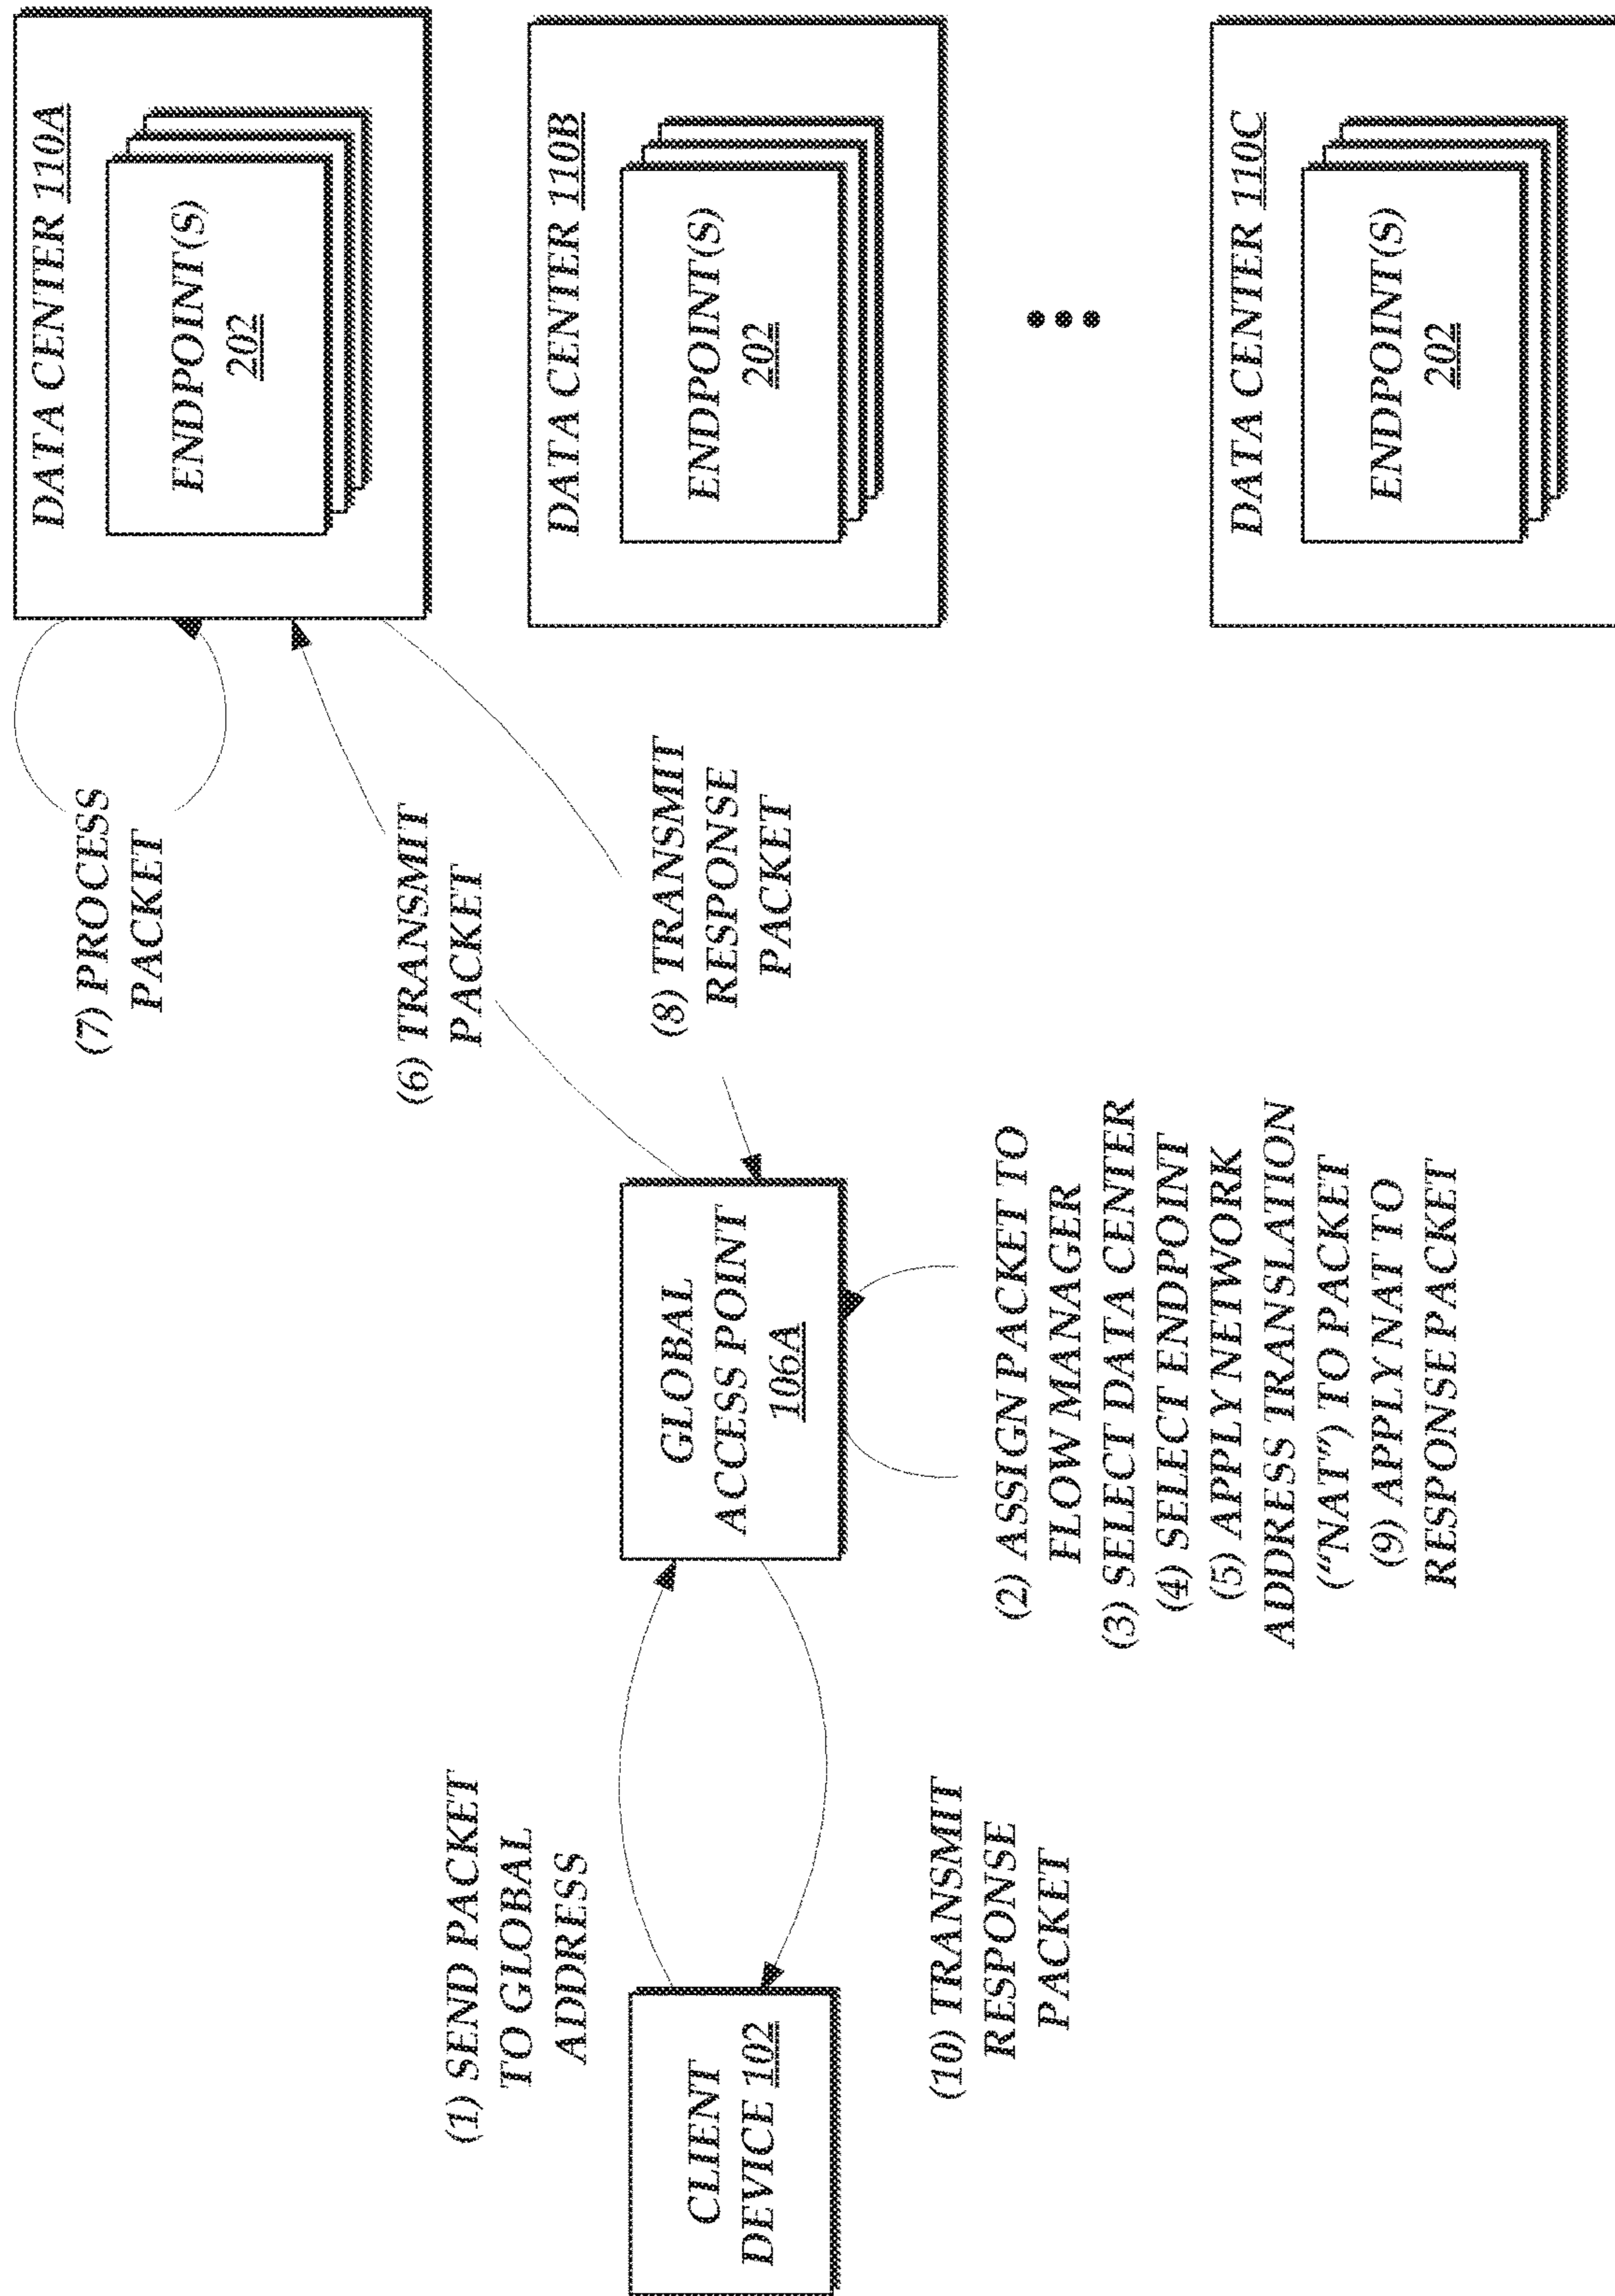 (1) SEND PACKET
TO GLOBAL
ADDRESS
CLIENT
DEVICE 102
(10) TRANSMIT
RESPONSE
PACKET
GLOBAL
ACCESS POINT
106A
(2) ASSIGN PACKET TO
FLOW MANAGER
(3) SELECT DATA CENTER
(4) SELECT ENDPOINT
(5) APPLY NETWORK
ADDRESS TRANSLATION
(“NAT”) TO PACKET
(9) APPLY NAT TO
RESPONSE PACKET
(7) PROCESS
PACKET
(6) TRANSMIT
PACKET
(8) TRANSMIT
RESPONSE
PACKET
DATA CENTER 110A
ENDPOINT(S)
202
DATA CENTER 110B
ENDPOINT(S)
202
DATA CENTER 110C
ENDPOINT(S)
202